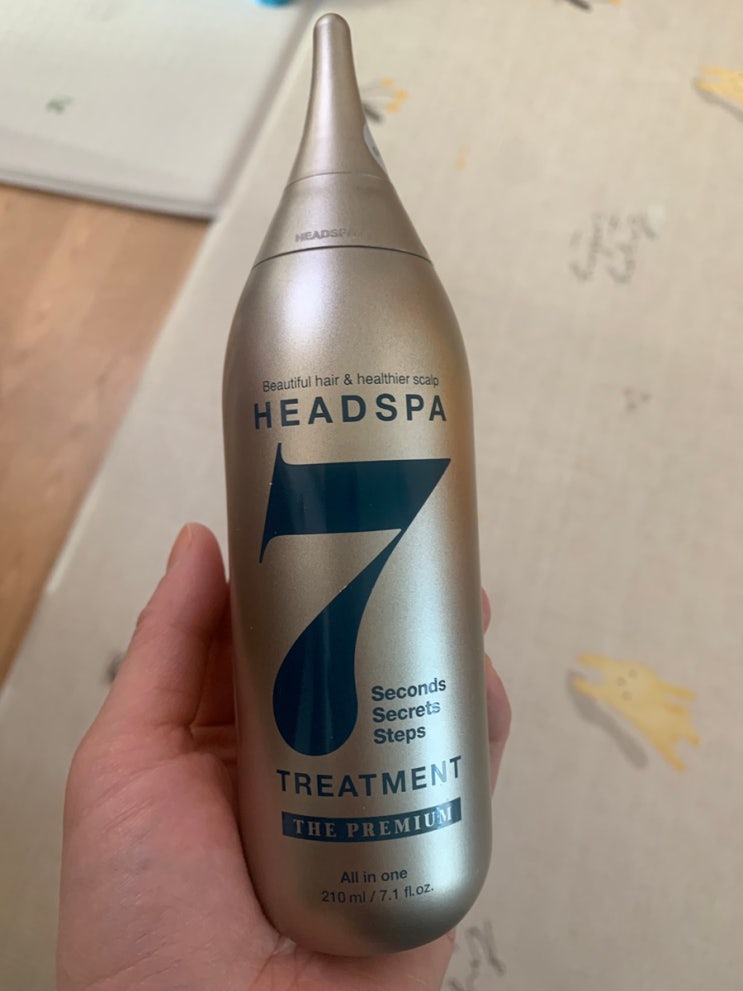 HEADSPA
Beautiful hair & healthier scalp
HEADSPA
7
Seconds
Secrets
Steps
TREATMENT
THE PREMIUM
All in one
210 ml / 7.1 fl.oz.